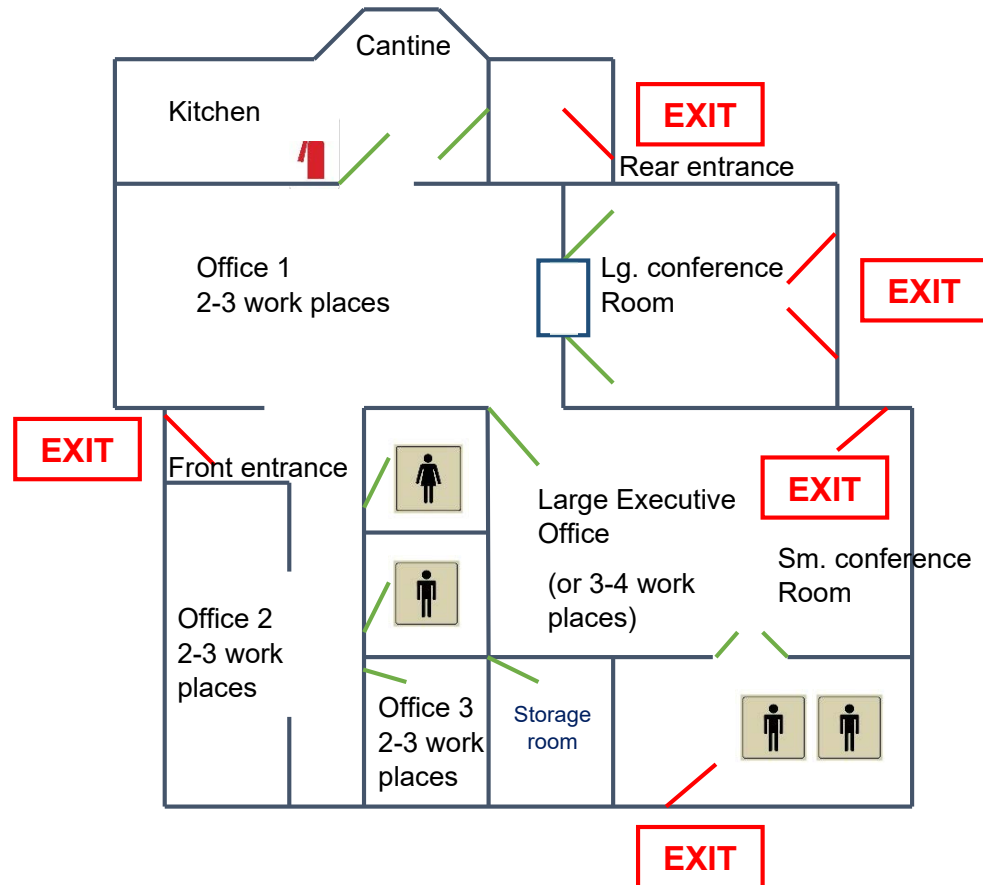 Cantine
Kitchen
EXIT
Rear entrance
Office 1
2-3 work places
Lg. conference
Room
EXIT
EXIT
Front entrance
EXIT
Large Executive
Office
(or 3-4 work
places)
Sm. conference
Room
Office 2
2-3 work
places
Office 3
2-3 work
places
Storage
room
EXIT